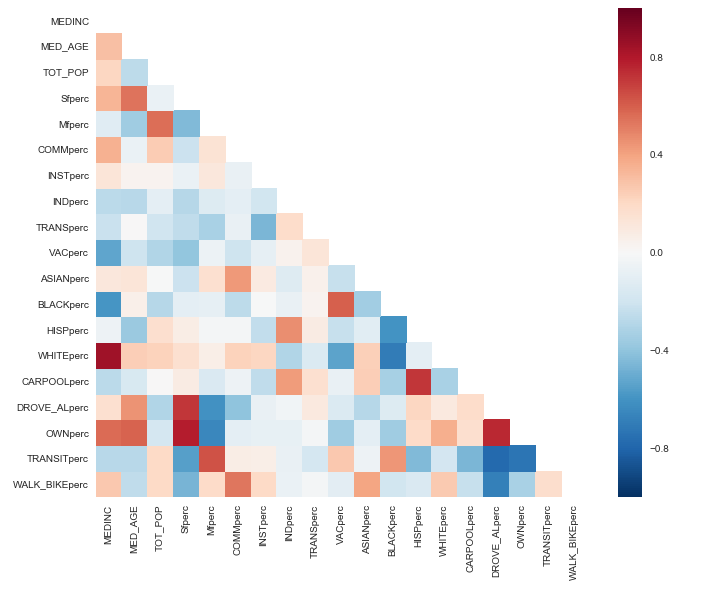 MEDINC
MED_AGE
TOT_POP
Sfperc
Mfperc
COMMperc
INSTperc
INDperc
TRANSperc
VACperc
ASIANperc
BLACKperc
HISPperc
WHITEperc
CARPOOLperc
DROVE_ALperc
OWNperc
TRANSITperc
WALK_BIKEperc
MEDINC
MED_AGE
TOT_POP
Sfperc
Mfperc
COMMperc
INSTperc
INDperc
TRANSperc
VACperc
ASIANperc
BLACKperc
HISPperc
WHITEperc
CARPOOLperc
DROVE_ALperc
OWNperc
TRANSITperc
WALK_BIKEperc
0.8
0.4
0.0
−0.4
−0.8